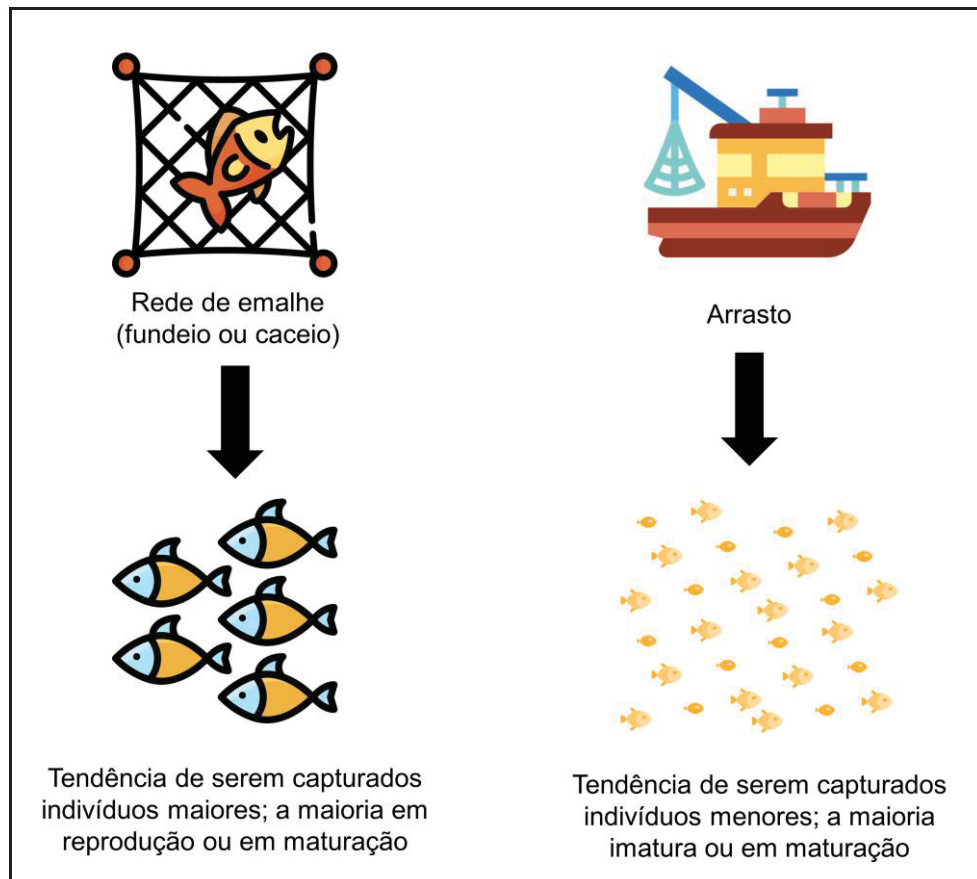 Rede de emalhe
(fundeio ou caceio)
Arrasto
Tendência de serem capturados
indivíduos maiores; a maioria em
reprodução ou em maturação
Tendência de serem capturados
indivíduos menores; a maioria
imatura ou em maturação